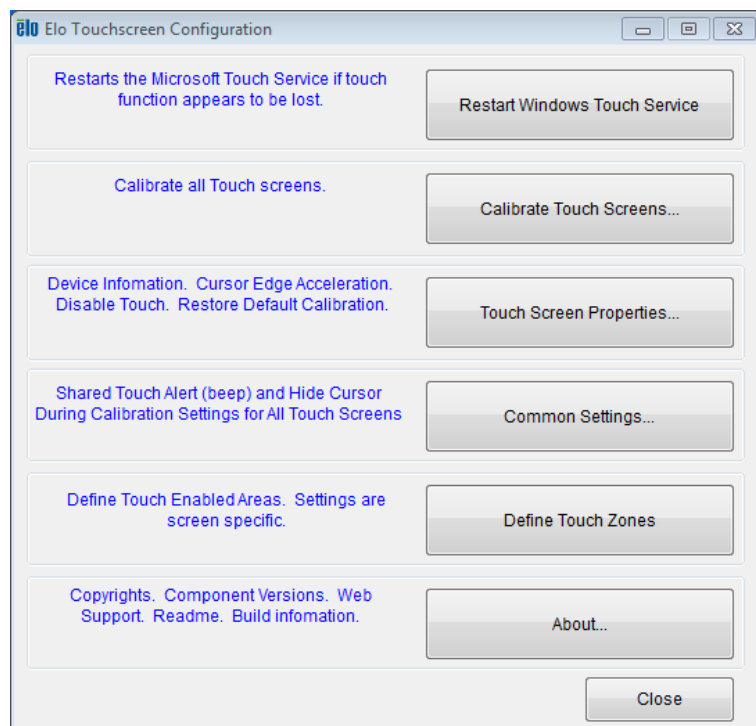 elo Elo Touchscreen Configuration
Restarts the Microsoft Touch Service if touch
function appears to be lost.
Restart Windows Touch Service
Calibrate all Touch screens.
Calibrate Touch Screens...
Device Infomation.  Cursor Edge Acceleration.
Disable Touch.  Restore Default Calibration.
Touch Screen Properties...
Shared Touch Alert (beep) and Hide Cursor
During Calibration Settings for All Touch Screens
Common Settings...
Define Touch Enabled Areas.  Settings are
screen specific.
Define Touch Zones
Copyrights.  Component Versions.  Web
Support.  Readme.  Build infomation.
About...
Close